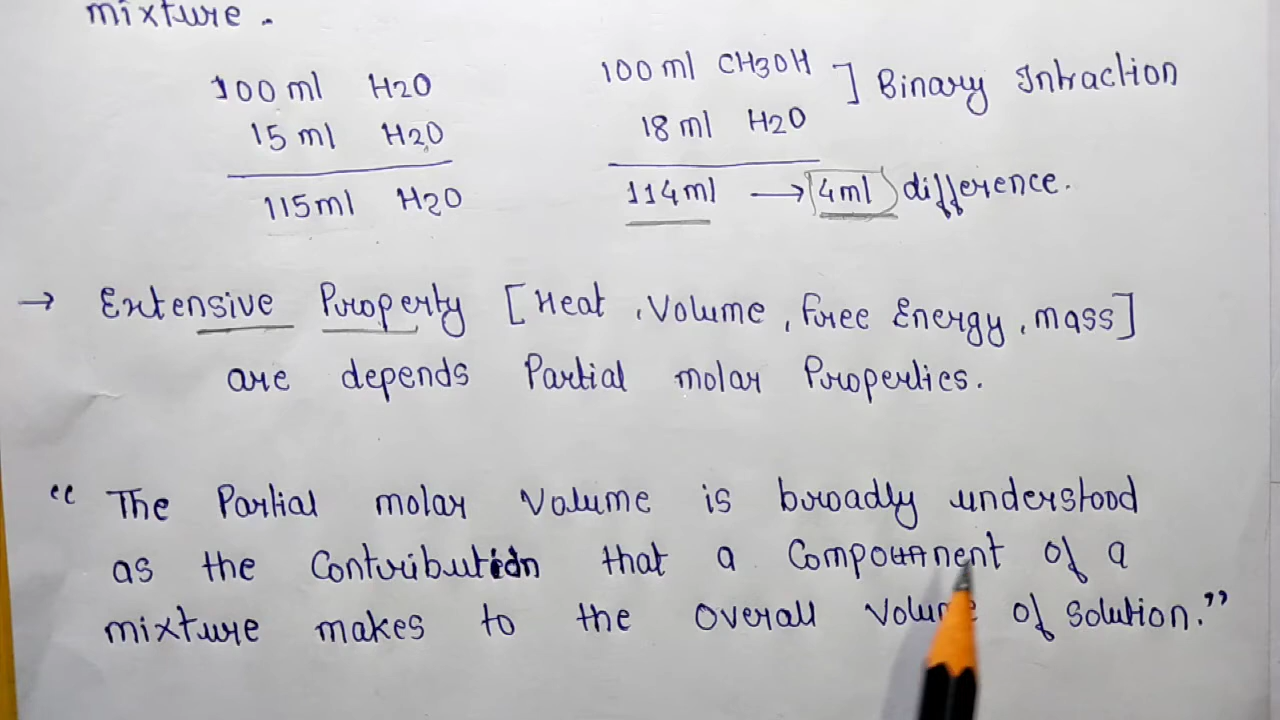 mixture.
100 ml H2O
15 ml H2O
115ml H2O
100 ml CH3OH ] Binary Intraction
18 ml H2O
114ml → 4ml difference.
→ Extensive Property [Heat, Volume, Free Energy, mass]
are depends Partial molar Properties.
“ The Partial molar Volume is broadly understood
as the Contribution that a Component of a
mixture makes to the overall Volume of Solution.”